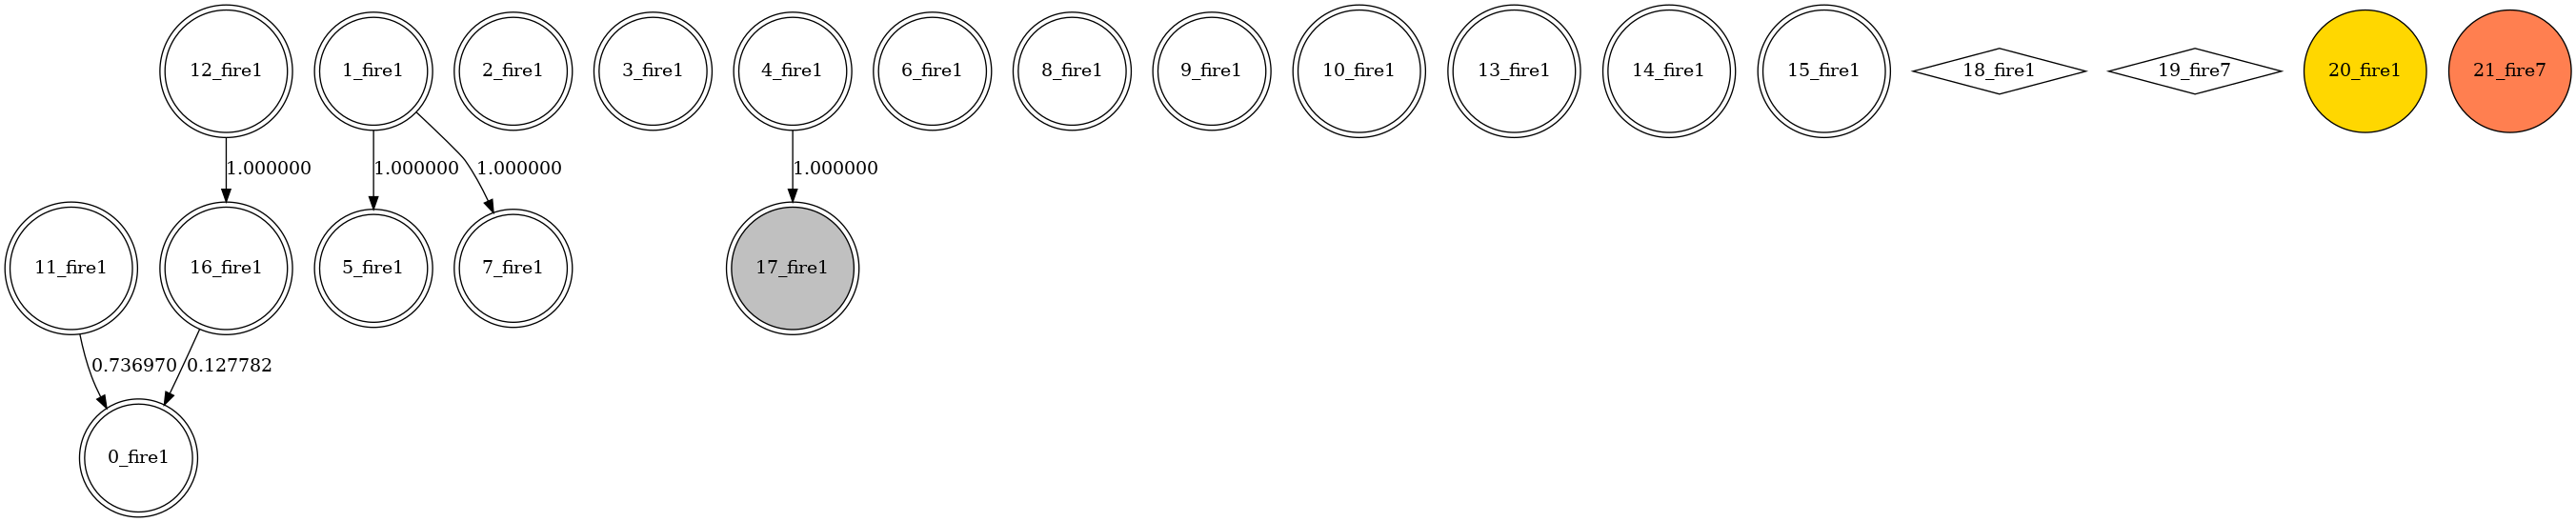 12_fire1
1_fire1
2_fire1
3_fire1
4_fire1
6_fire1
8_fire1
9_fire1
10_fire1
13_fire1
14_fire1
15_fire1
18_fire1
19_fire7
20_fire1
21_fire7
1.000000
1.000000
1.000000
1.000000
11_fire1
16_fire1
5_fire1
7_fire1
17_fire1
0.736970
0.127782
0_fire1